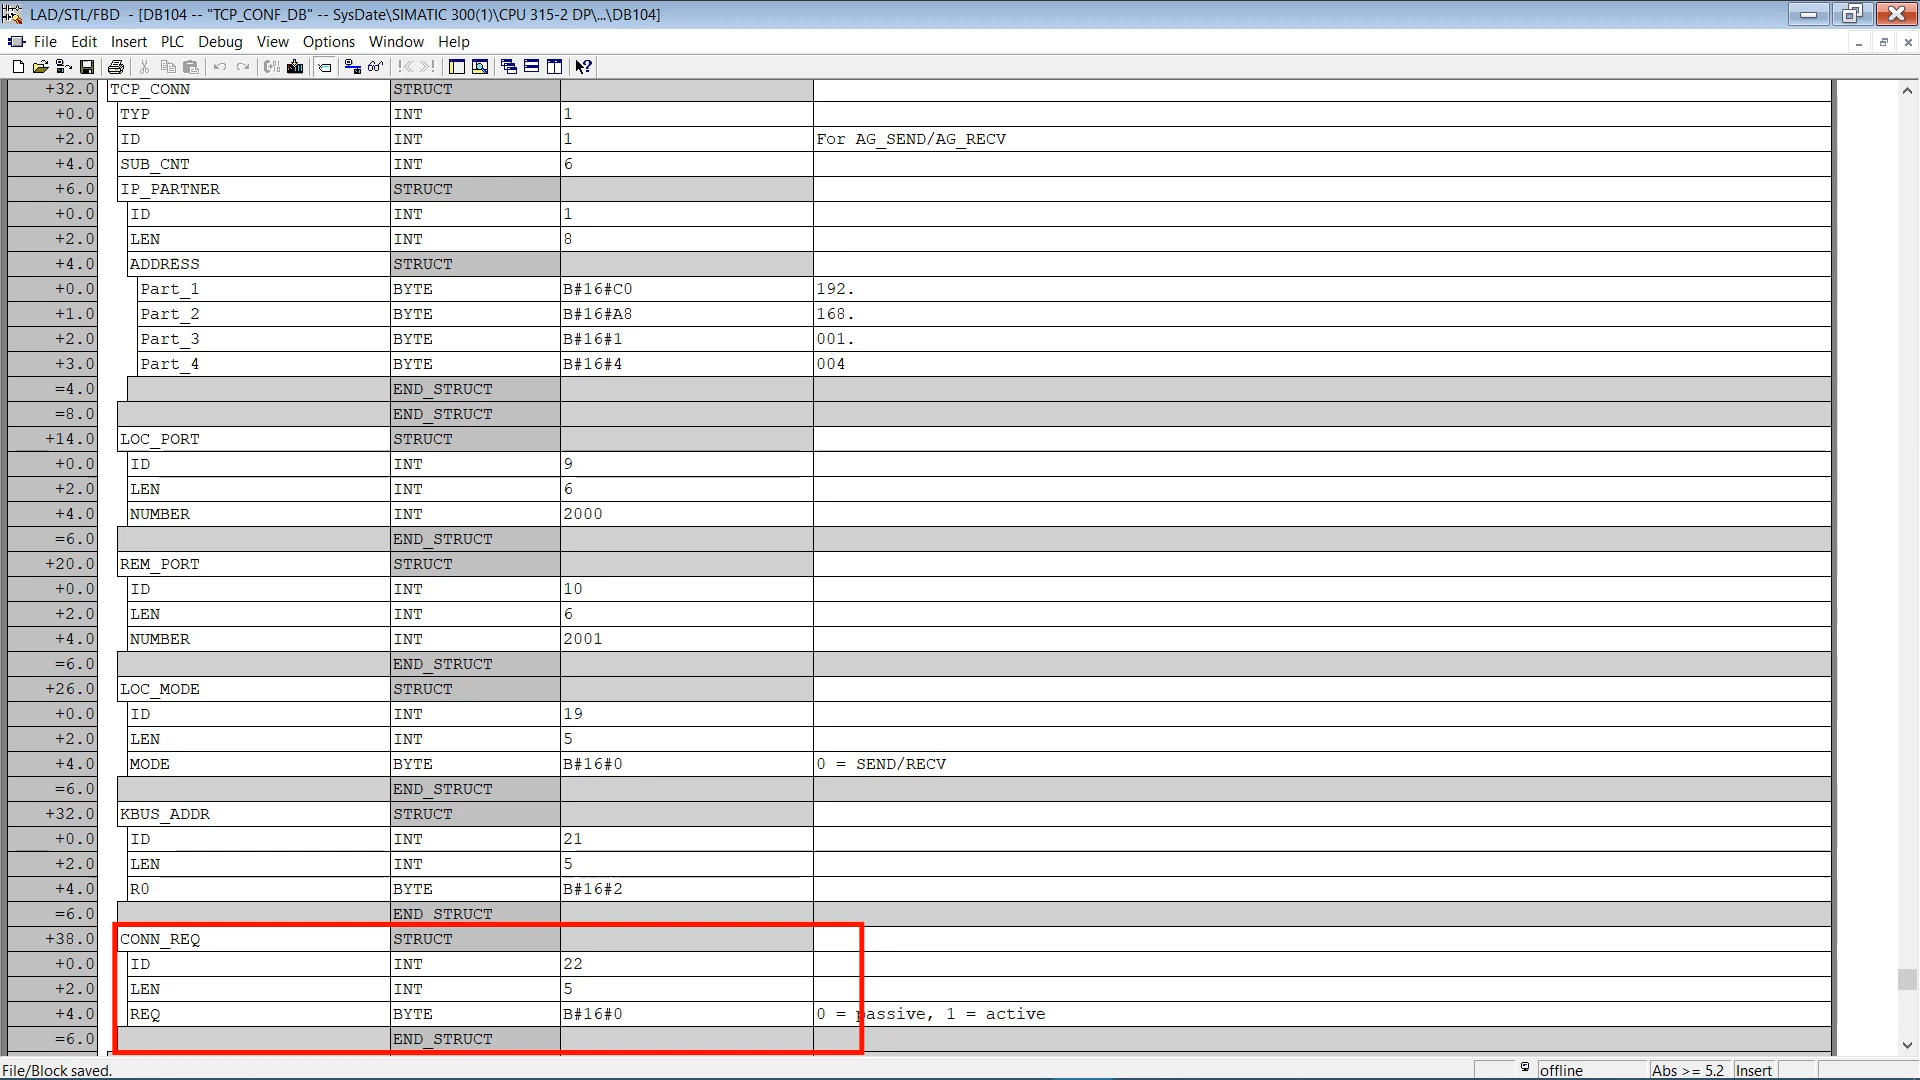 LAD/STL/FBD - [DB104 -- "TCP_CONF_DB" -- SysDate\SIMATIC 300(1)\CPU 315-2 DP\...\DB104]
File Edit Insert PLC Debug View Options Window Help
+32.0 TCP_CONN STRUCT
+0.0 TYP INT 1
+2.0 ID INT 1 For AG_SEND/AG_RECV
+4.0 SUB_CNT INT 6
+6.0 IP_PARTNER STRUCT
+0.0 ID INT 1
+2.0 LEN INT 8
+4.0 ADDRESS STRUCT
+0.0 Part_1 BYTE B#16#C0 192.
+1.0 Part_2 BYTE B#16#A8 168.
+2.0 Part_3 BYTE B#16#1 001.
+3.0 Part_4 BYTE B#16#4 004
=4.0 END_STRUCT
=8.0 END_STRUCT
+14.0 LOC_PORT STRUCT
+0.0 ID INT 9
+2.0 LEN INT 6
+4.0 NUMBER INT 2000
=6.0 END_STRUCT
+20.0 REM_PORT STRUCT
+0.0 ID INT 10
+2.0 LEN INT 6
+4.0 NUMBER INT 2001
=6.0 END_STRUCT
+26.0 LOC_MODE STRUCT
+0.0 ID INT 19
+2.0 LEN INT 5
+4.0 MODE BYTE B#16#0 0 = SEND/RECV
=6.0 END_STRUCT
+32.0 KBUS_ADDR STRUCT
+0.0 ID INT 21
+2.0 LEN INT 5
+4.0 R0 BYTE B#16#2
=6.0 END_STRUCT
+38.0 CONN_REQ STRUCT
+0.0 ID INT 22
+2.0 LEN INT 5
+4.0 REQ BYTE B#16#0 0 = passive, 1 = active
=6.0 END_STRUCT
File/Block saved. offline Abs >= 5.2 Insert